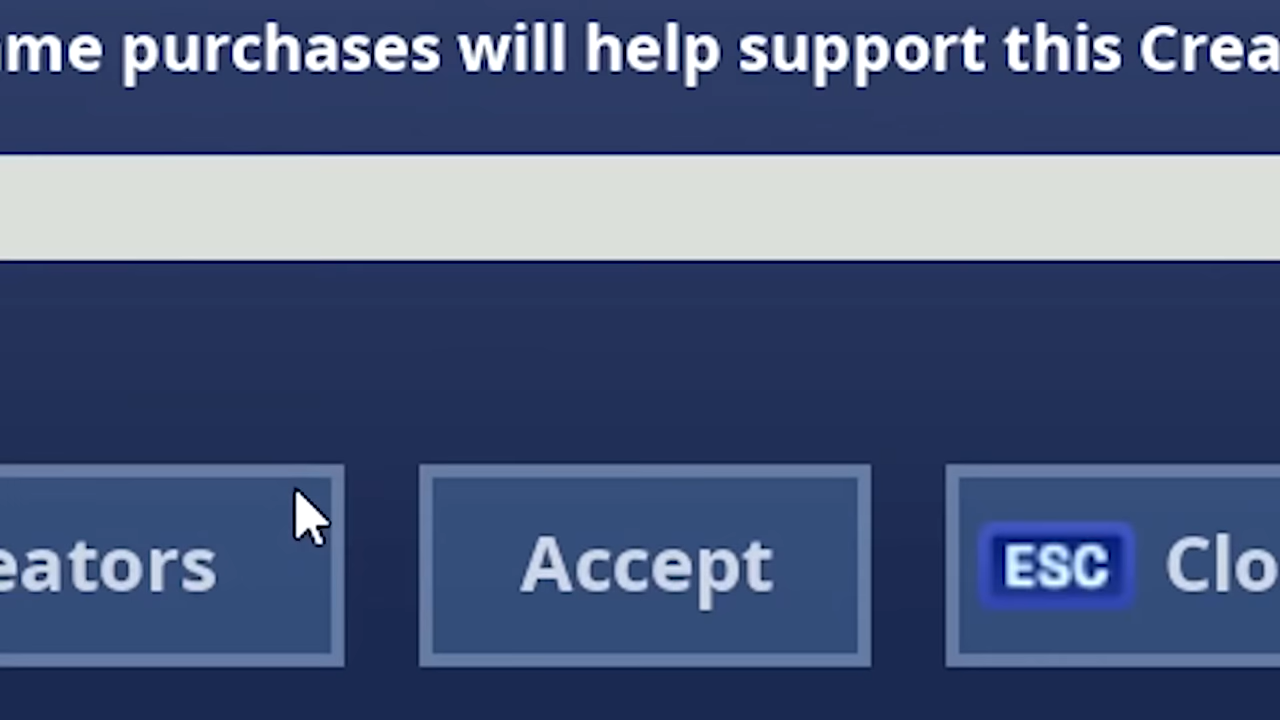 me purchases will help support this Crea
eators
Accept
ESC Clo